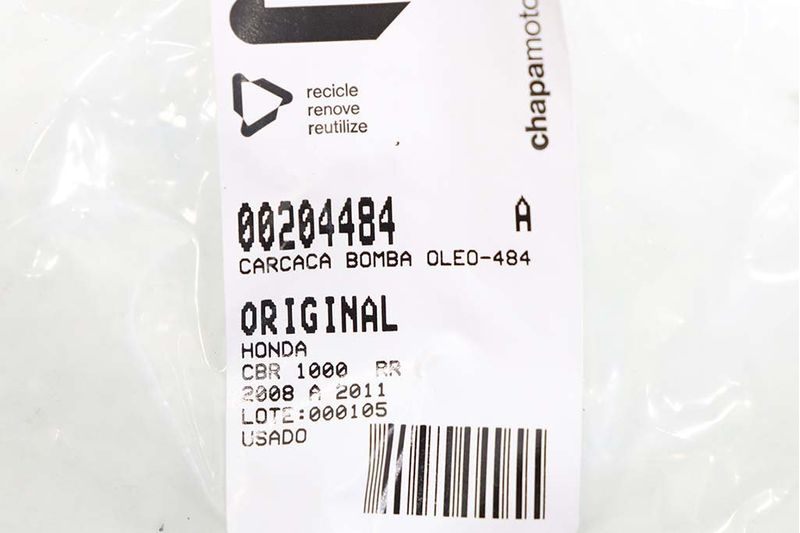 recicle
renove
reutilize
chapamoto
00204484 A
CARCACA BOMBA OLEO-484
ORIGINAL
HONDA
CBR 1000 RR
2008 A 2011
LOTE:000105
USADO